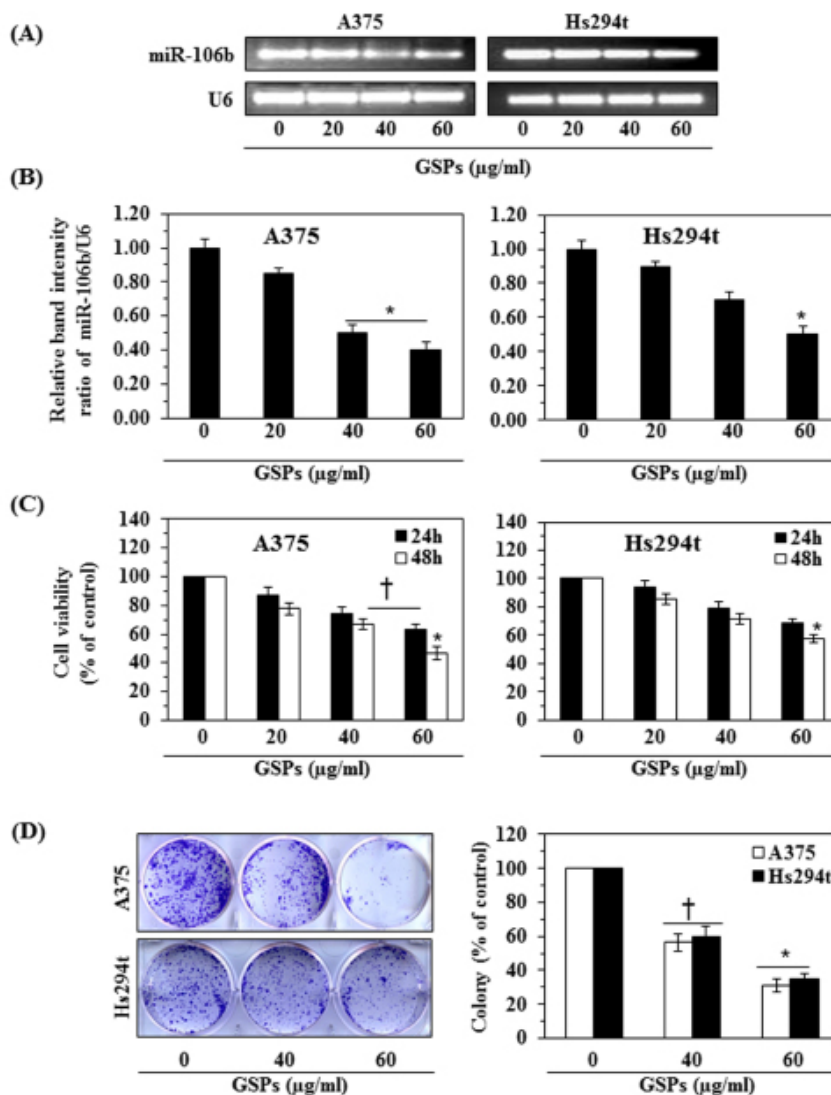 (A)
A375 Hs294t
miR-106b
U6
0 20 40 60 0 20 40 60
GSPs (µg/ml)
(B)
Relative band intensity
ratio of miR-106b/U6
1.20
1.00
0.80
0.60
0.40
0.20
0.00
A375
*
0 20 40 60
GSPs (µg/ml)
1.20
1.00
0.80
0.60
0.40
0.20
0.00
Hs294t
*
0 20 40 60
GSPs (µg/ml)
(C)
Cell viability
(% of control)
140
120
100
80
60
40
20
0
A375
24h
48h
†
*
0 20 40 60
GSPs (µg/ml)
140
120
100
80
60
40
20
0
Hs294t
24h
48h
*
0 20 40 60
GSPs (µg/ml)
(D)
A375
Hs294t
0 40 60
GSPs (µg/ml)
Colony (% of control)
120
100
80
60
40
20
0
A375
Hs294t
†
*
0 40 60
GSPs (µg/ml)